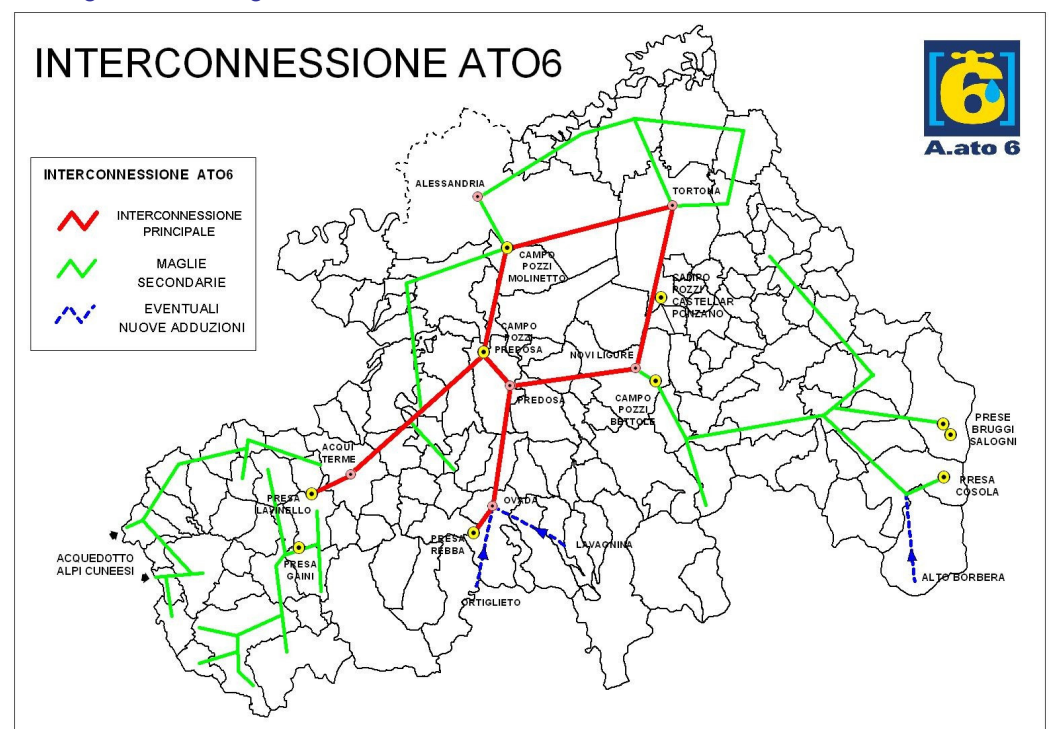 INTERCONNESSIONE ATO6
6
A.ato 6
INTERCONNESSIONE ATO6
INTERCONNESSIONE
PRINCIPALE
MAGLIE
SECONDARIE
EVENTUALI
NUOVE ADDUZIONI
ALESSANDRIA
TORTONA
CAMPO
POZZI
MOLINETTO
CAMPO
POZZI
CASTELLAR
PONZANO
CAMPO
POZZI
PREDOSA
NOVI LIGURE
PREDOSA
CAMPO
POZZI
BETTOLE
PRESE
BRUGGI
SALOGNI
ACQUI
TERME
PRESA
COSOLA
PRESA
LAVINELLO
OVADA
PRESA
REBBA
LAVAGNINA
ACQUEDOTTO
ALPI CUNEESI
PRESA
GAINI
ALTO BORBERA
ORTIGLIETO